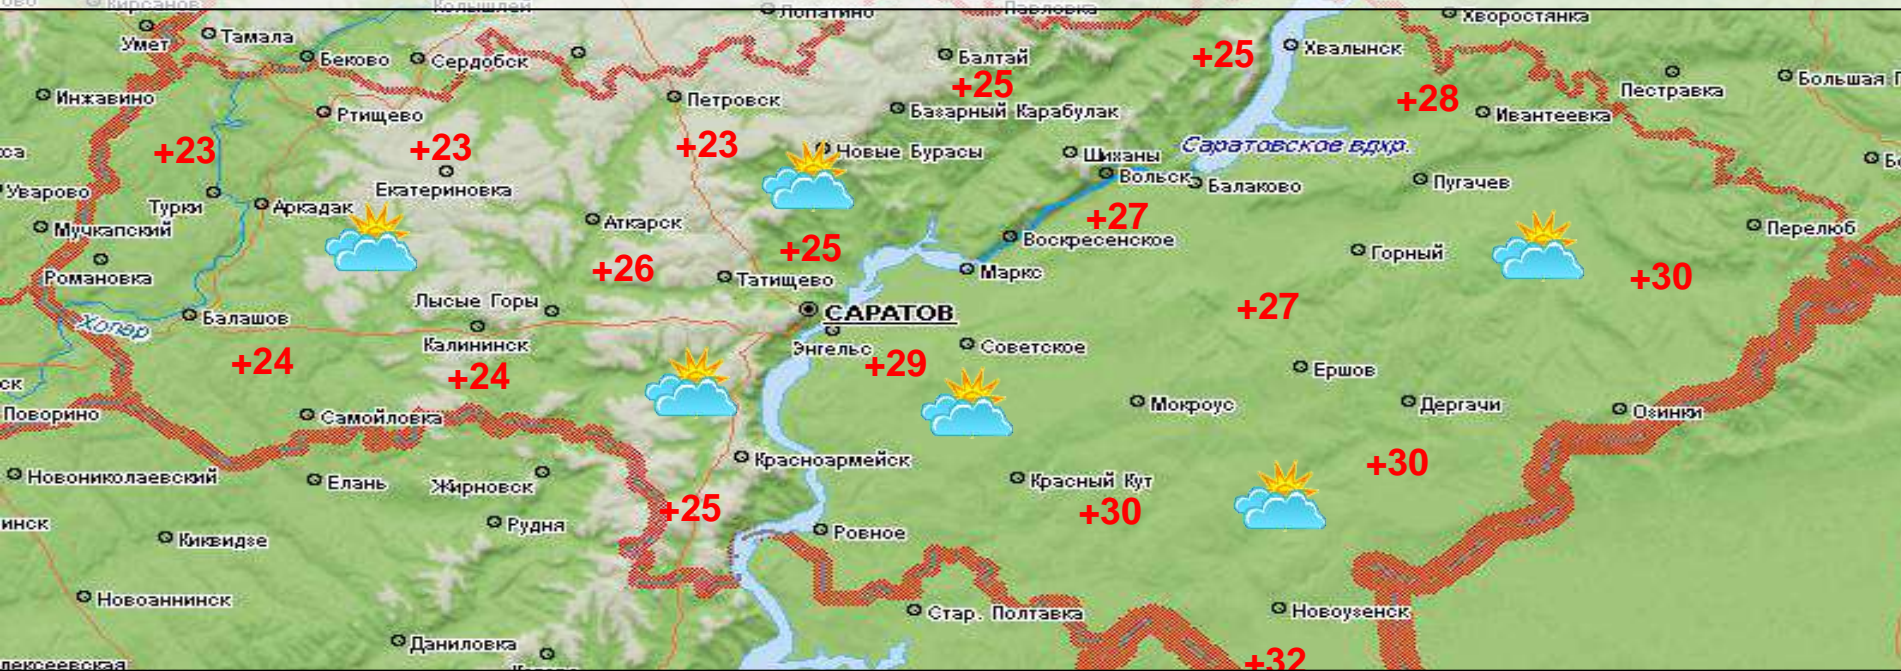 Кирсанов
Колышлей
Лопатино
Павловка
Хворостянка
Умет
Тамала
Беково
Сердобск
Балтай
+25
+25
Хвалынск
Пестравка
Инжавино
Ртищево
Петровск
Базарный Карабулак
+28
Ивантеевка
+23
+23
+23
Новые Бурасы
Шиханы
Саратовское вдхр.
Уварово
Турки
Аркадак
Екатериновка
Вольск
Балаково
Пугачев
Мучкапский
Аткарск
+27
Перелюб
Романовка
+26
+25
Воскресенское
Горный
Татищево
Маркс
+30
Хопер
Балашов
Лысые Горы
САРАТОВ
+27
Калининск
Энгельс
Советское
+24
+24
+29
Ершов
Поворино
Самойловка
Мокроус
Дергачи
Озинки
Новониколаевский
Елань
Жирновск
Красноармейск
Красный Кут
+30
Рудня
+25
+30
Киквидзе
Ровное
Новоаннинск
Стар. Полтавка
Новоузенск
Даниловка
+32